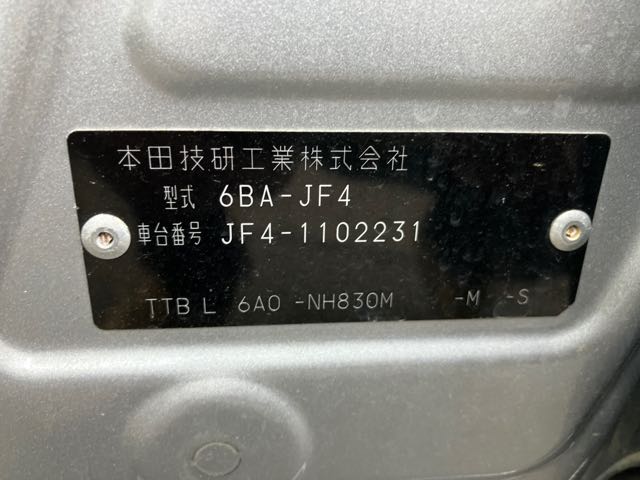 本田技研工業株式会社
型式 6BA-JF4
車台番号 JF4-1102231
TTB L 6A0 -NH830M -M -S